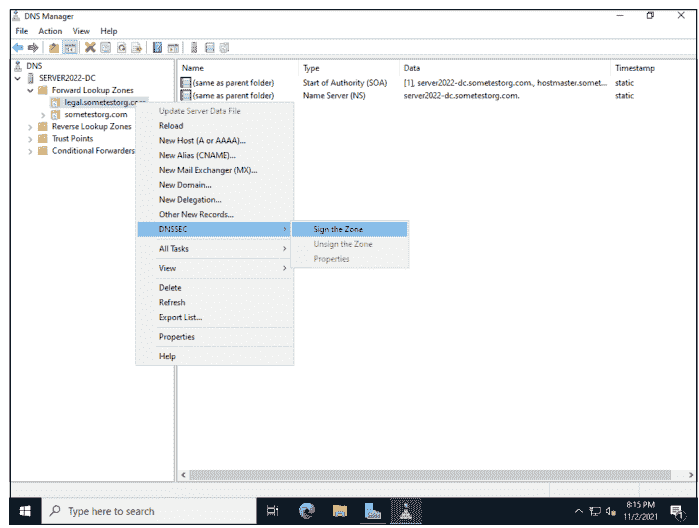 DNS Manager
File Action View Help
DNS
SERVER2022-DC
Forward Lookup Zones
legal.sometestorg.com
sometestorg.com
Reverse Lookup Zones
Trust Points
Conditional Forwarders
Name Type Data Timestamp
(same as parent folder) Start of Authority (SOA) [1], server2022-dc.sometestorg.com., hostmaster.somet... static
(same as parent folder) Name Server (NS) server2022-dc.sometestorg.com. static
Update Server Data File
Reload
New Host (A or AAAA)...
New Alias (CNAME)...
New Mail Exchanger (MX)...
New Domain...
New Delegation...
Other New Records...
DNSSEC
All Tasks
View
Delete
Refresh
Export List...
Properties
Help
Sign the Zone
Unsign the Zone
Properties
Type here to search
8:15 PM
11/2/2021